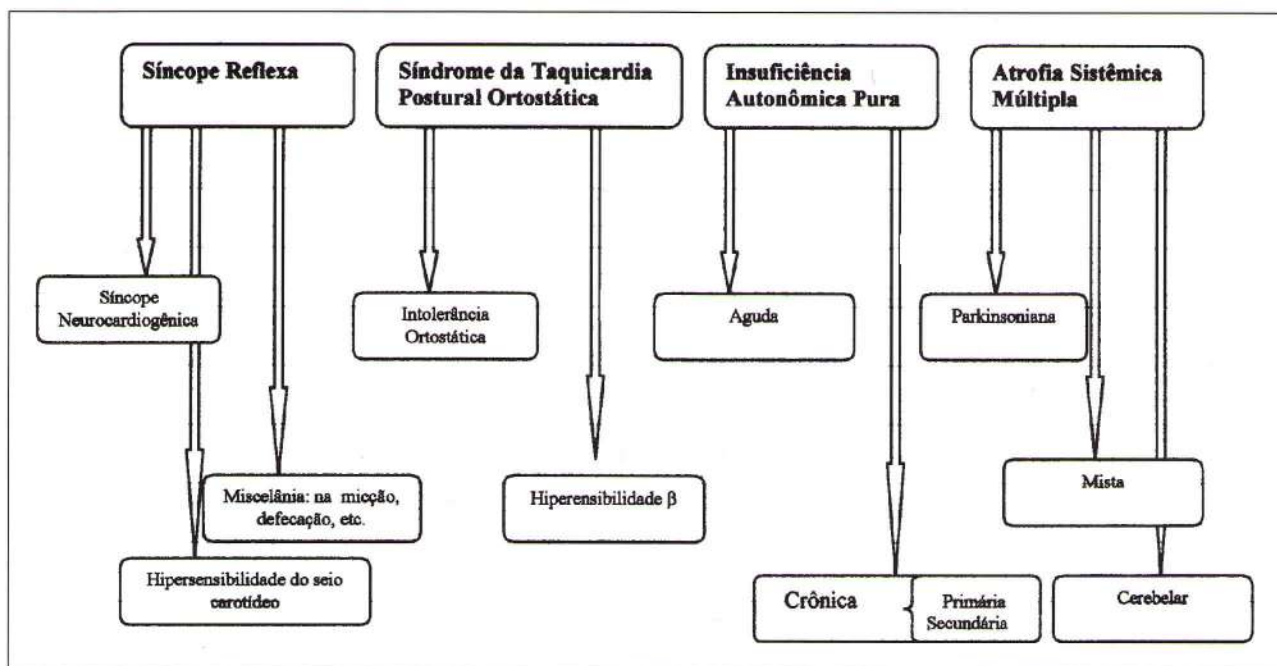 Síncope Reflexa
Síndrome da Taquicardia
Postural Ortostática
Insuficiência
Autonômica Pura
Atrofia Sistêmica
Múltipla
Síncope
Neurocardiogênica
Intolerância
Ortostática
Aguda
Parkinsoniana
Miscelânia: na micção,
defecação, etc.
Hiperensibilidade β
Mista
Hipersensibilidade do seio
carotídeo
Crônica
Primária
Secundária
Cerebelar